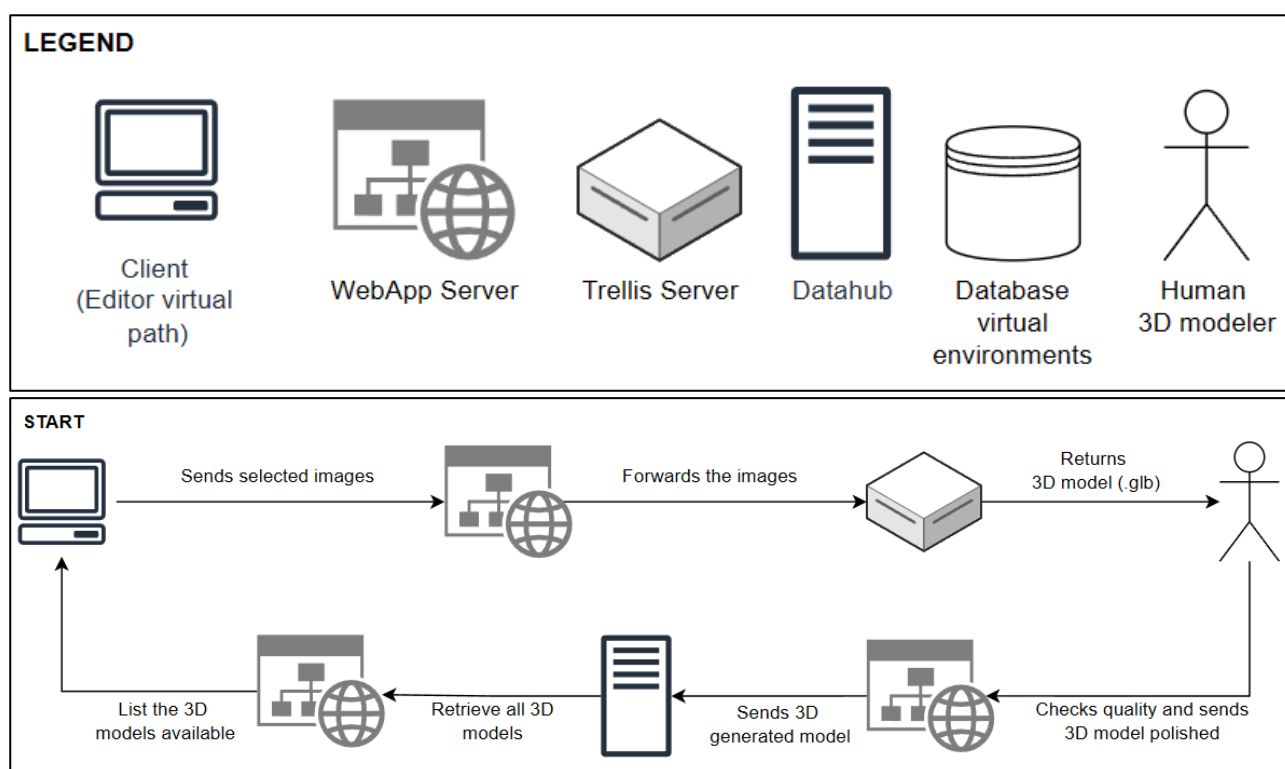 LEGEND
Client
(Editor virtual
path)
WebApp Server
Trellis Server
Datahub
Database
virtual
environments
Human
3D modeler
START
Sends selected images
Forwards the images
Returns
3D model (.glb)
List the 3D
models available
Retrieve all 3D
models
Sends 3D
generated model
Checks quality and sends
3D model polished